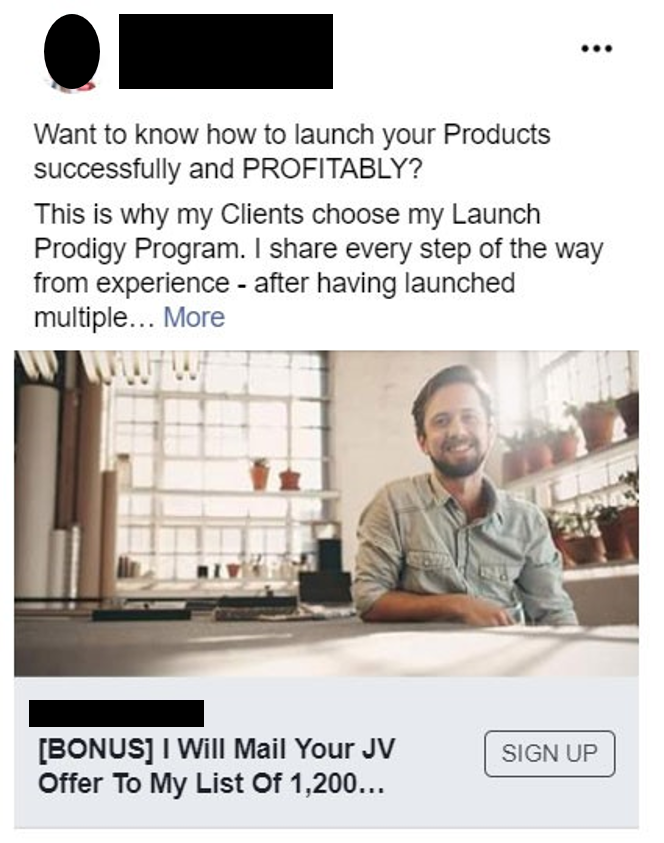 Want to know how to launch your Products
successfully and PROFITABLY?
This is why my Clients choose my Launch
Prodigy Program. I share every step of the way
from experience - after having launched
multiple… More
[BONUS] I Will Mail Your JV
Offer To My List Of 1,200…
SIGN UP